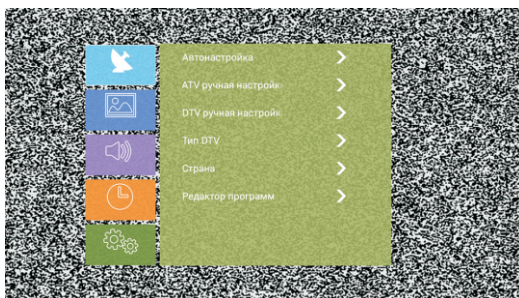 Автонастройка
ATV ручная настройк
DTV ручная настройк
Тип DTV
Страна
Редактор программ